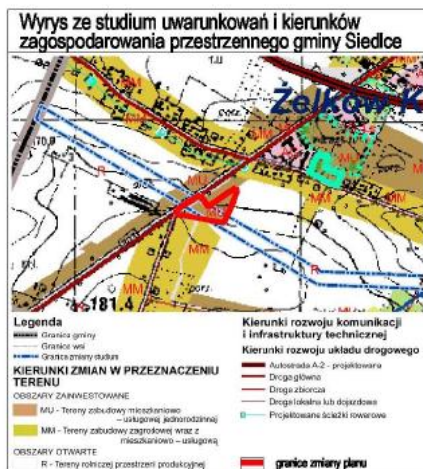 Wyrys ze studium uwarunkowań i kierunków
zagospodarowania przestrzennego gminy Siedlce
MM
Żelków K
MM
MU
MU
R
MM
MM
MM
R
181.4
Legenda
Granica gminy
Granica wsi
Granica zmiany studium
KIERUNKI ZMIAN W PRZEZNACZENIU
TERENU
OBSZARY ZAINWESTOWANE
MU - Tereny zabudowy mieszkaniowo
– usługowej jednorodzinnej
MM - Tereny zabudowy zagrodowej wraz z
mieszkaniowo – usługową
OBSZARY OTWARTE
R - Tereny rolniczej przestrzeni produkcyjnej
Kierunki rozwoju komunikacji
i infrastruktury technicznej
Kierunki rozwoju układu drogowego
Autostrada A-2 - projektowana
Droga główna
Droga zbiorcza
Droga lokalna lub dojazdowa
Projektowane ścieżki rowerowe
granice zmiany planu